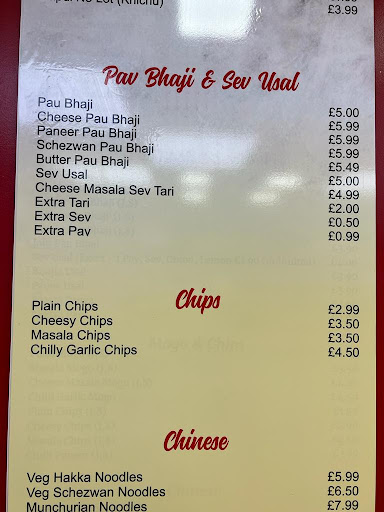 No Lot (Khichu) £3.99
Pav Bhaji & Sev Usal
Pau Bhaji £5.00
Cheese Pau Bhaji £5.99
Paneer Pau Bhaji £5.99
Schezwan Pau Bhaji £5.99
Butter Pau Bhaji £5.49
Sev Usal £5.00
Cheese Masala Sev Tari £4.99
Extra Tari £2.00
Extra Sev £0.50
Extra Pav £0.99
Chips
Plain Chips £2.99
Cheesy Chips £3.50
Masala Chips £3.50
Chilly Garlic Chips £4.50
Chinese
Veg Hakka Noodles £5.99
Veg Schezwan Noodles £6.50
Munchurian Noodles £7.99